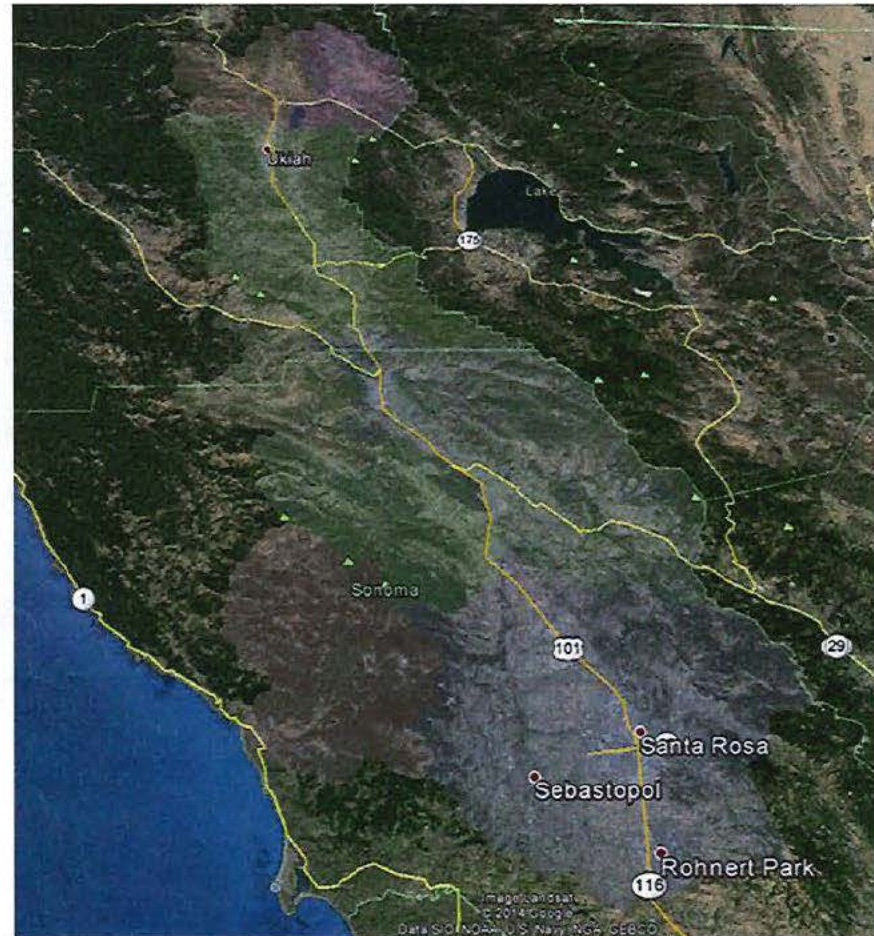 Ukiah
Lake
175
Sonoma
1
101
29
Santa Rosa
Sebastopol
Rohnert Park
116
Image Landsat
© 2014 Google
Data SIO, NOAA, U.S. Navy, NGA, GEBCO